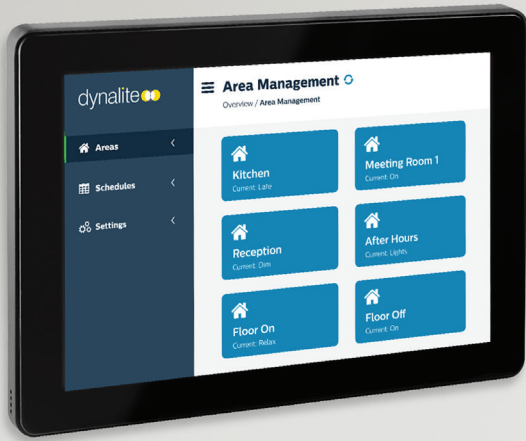 dynalite
Areas
Schedules
Settings
Area Management
Overview / Area Management
Kitchen
Current: Late
Meeting Room 1
Current: On
Reception
Current: Dim
After Hours
Current: Lights
Floor On
Current: Relax
Floor Off
Current: On